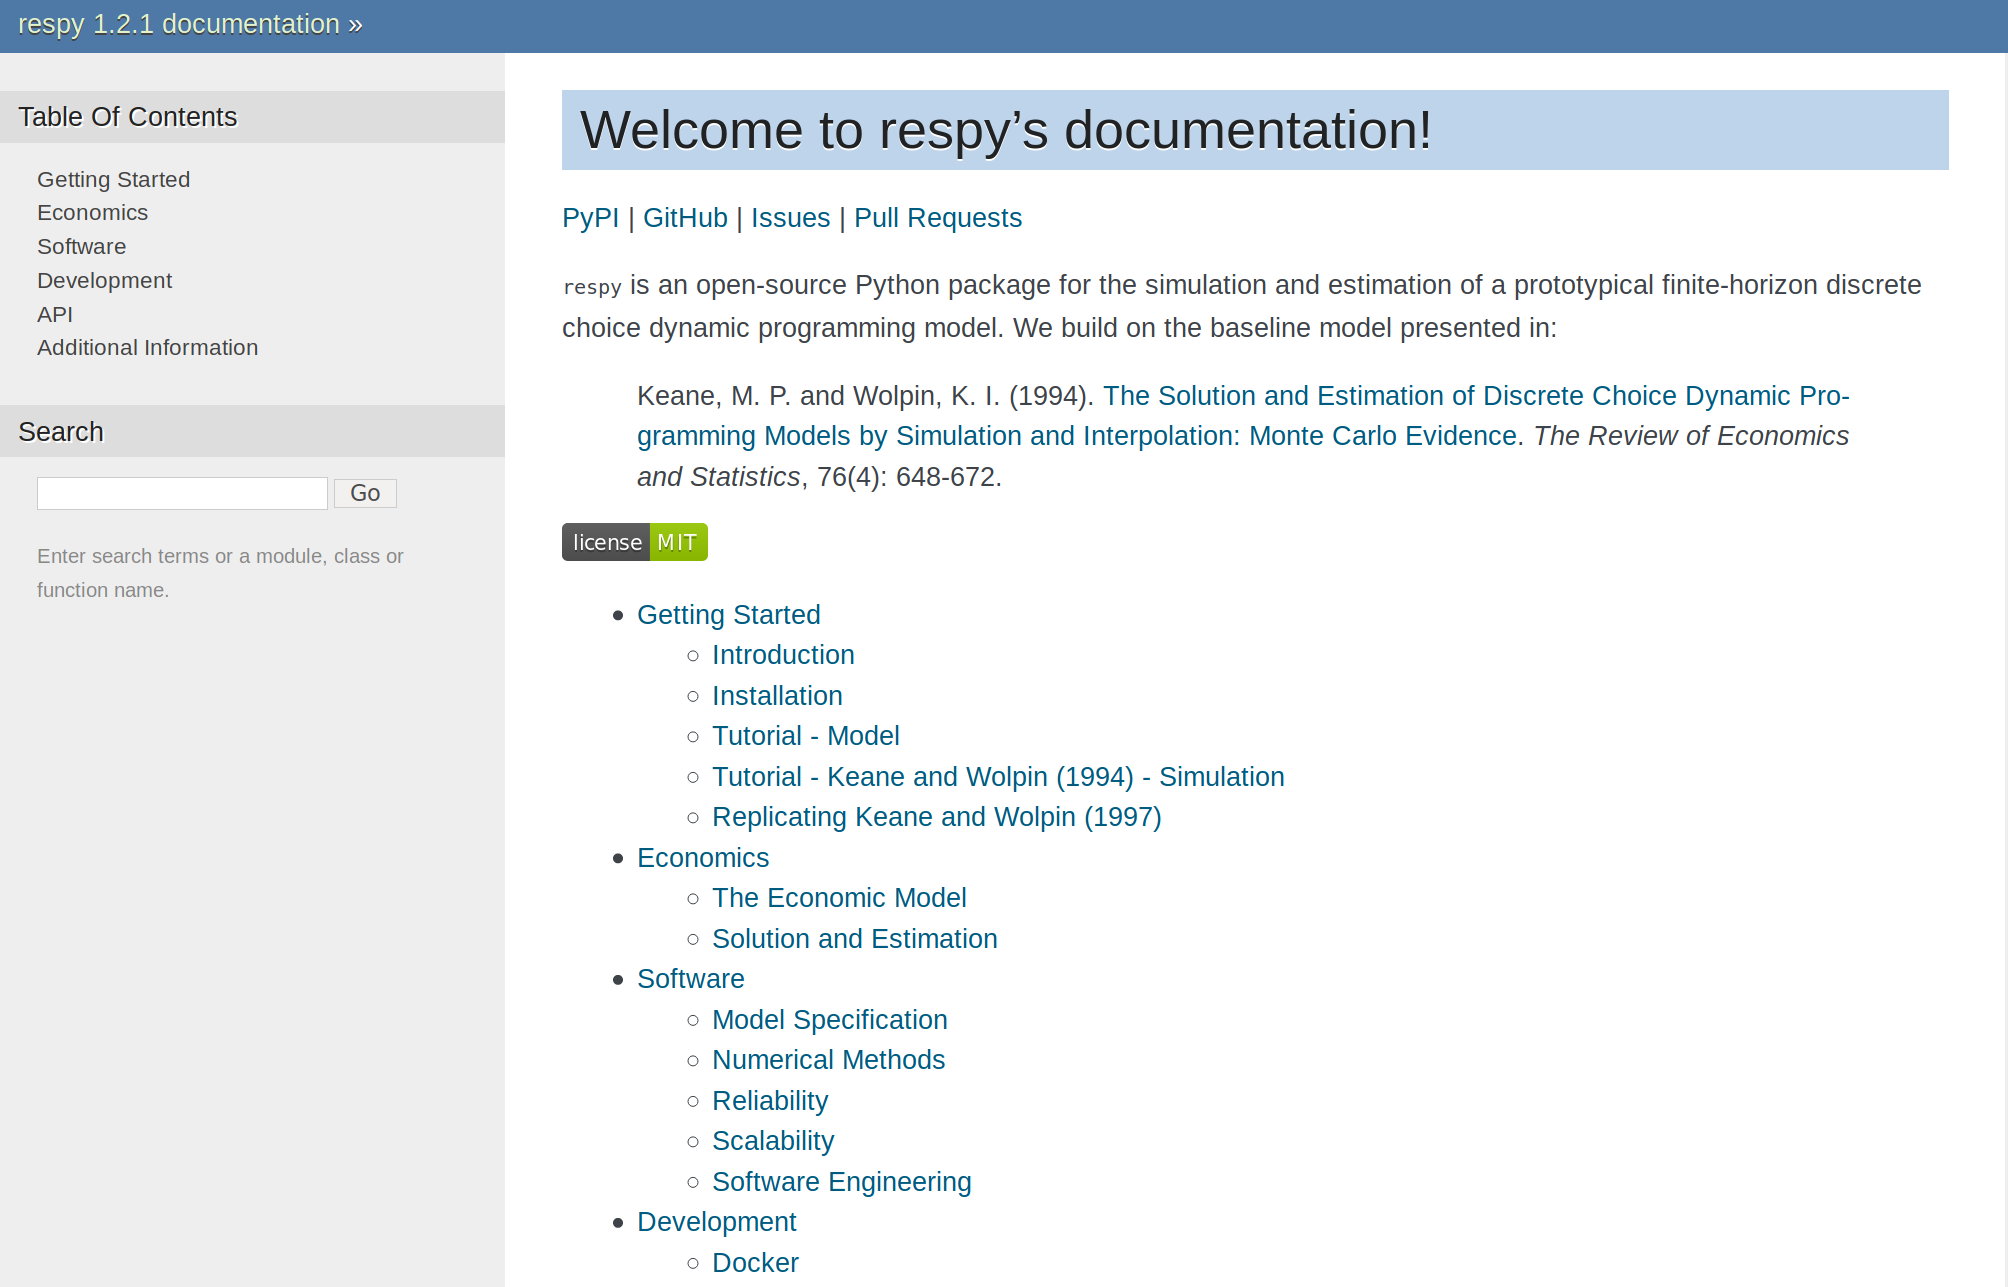 respy 1.2.1 documentation »
Table Of Contents
Getting Started
Economics
Software
Development
API
Additional Information
Search
Go
Enter search terms or a module, class or
function name.
Welcome to respy’s documentation!
PyPI | GitHub | Issues | Pull Requests
respy is an open-source Python package for the simulation and estimation of a prototypical finite-horizon discrete
choice dynamic programming model. We build on the baseline model presented in:
Keane, M. P. and Wolpin, K. I. (1994). The Solution and Estimation of Discrete Choice Dynamic Pro-
gramming Models by Simulation and Interpolation: Monte Carlo Evidence. The Review of Economics
and Statistics, 76(4): 648-672.
license MIT
Getting Started
Introduction
Installation
Tutorial - Model
Tutorial - Keane and Wolpin (1994) - Simulation
Replicating Keane and Wolpin (1997)
Economics
The Economic Model
Solution and Estimation
Software
Model Specification
Numerical Methods
Reliability
Scalability
Software Engineering
Development
Docker